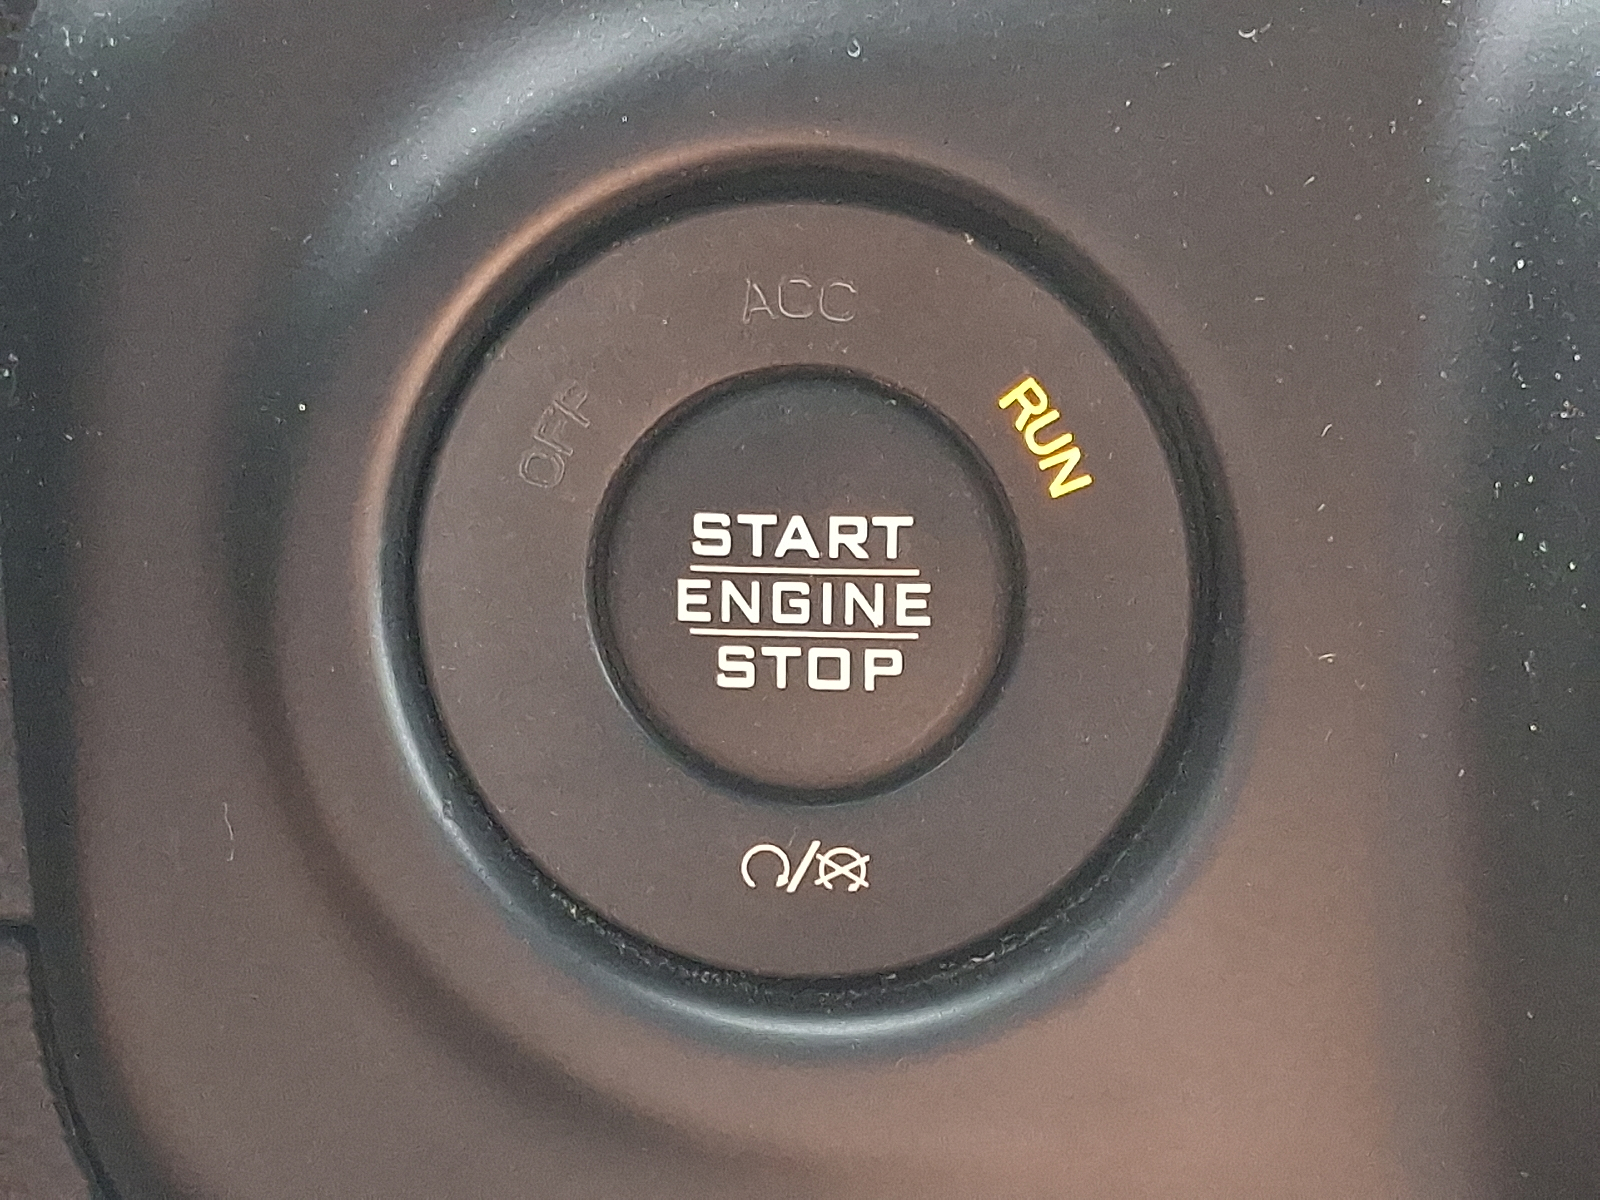 ACC
OFF
RUN
START
ENGINE
STOP